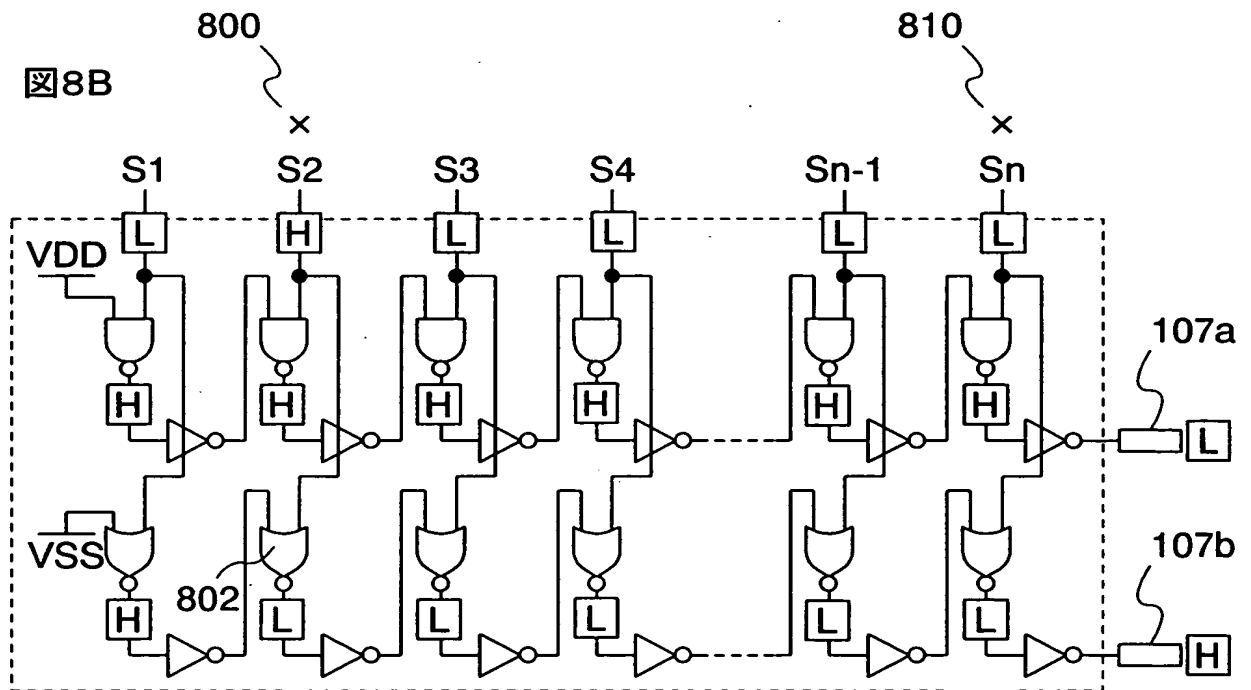 800 810
図8B
× ×
S1 S2 S3 S4 Sn-1 Sn
L H L L L L
VDD
107a
H H H H H H
L
VSS
802
107b
H L L L L L
H